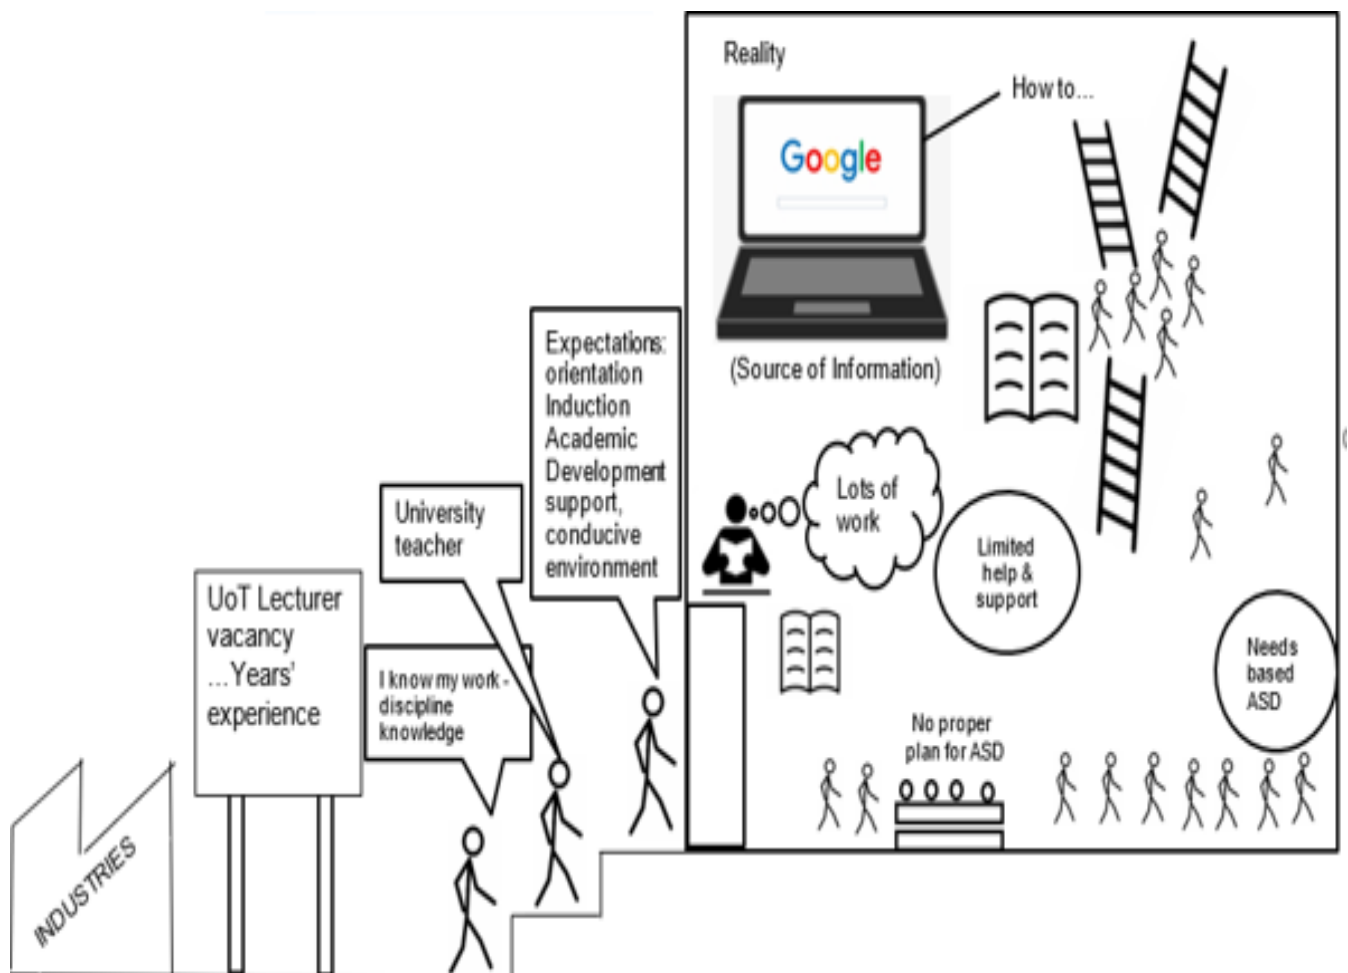 INDUSTRIES
UoT Lecturer
vacancy
...Years'
experience
I know my work -
discipline
knowledge
University
teacher
Expectations:
orientation
Induction
Academic
Development
support,
conducive
environment
Reality
Google
How to...
(Source of Information)
Lots of
work
Limited
help &
support
Needs
based
ASD
No proper
plan for ASD